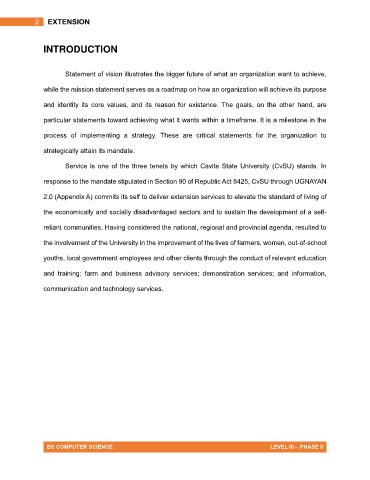 2 EXTENSION
INTRODUCTION
Statement of vision illustrates the bigger future of what an organization want to achieve,
while the mission statement serves as a roadmap on how an organization will achieve its purpose
and identity its core values, and its reason for existence. The goals, on the other hand, are
particular statements toward achieving what it wants within a timeframe. It is a milestone in the
process of implementing a strategy. These are critical statements for the organization to
strategically attain its mandate.
Service is one of the three tenets by which Cavite State University (CvSU) stands. In
response to the mandate stipulated in Section 90 of Republic Act 8425, CvSU through UGNAYAN
2.0 (Appendix A) commits its self to deliver extension services to elevate the standard of living of
the economically and socially disadvantaged sectors and to sustain the development of a self-
reliant communities. Having considered the national, regional and provincial agenda, resulted to
the involvement of the University in the improvement of the lives of farmers, women, out-of-school
youths, local government employees and other clients through the conduct of relevant education
and training; farm and business advisory services; demonstration services; and information,
communication and technology services.
BS COMPUTER SCIENCE LEVEL III – PHASE II